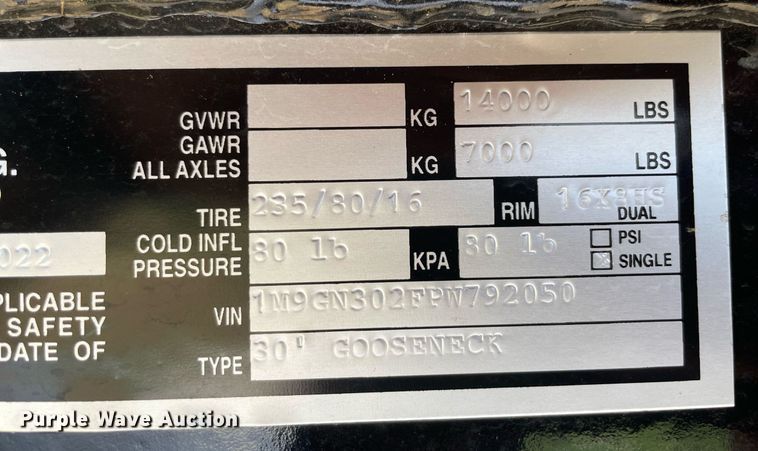 GVWR KG 14000 LBS
GAWR
ALL AXLES KG 7000 LBS
TIRE 235/80/16 RIM DUAL
022 COLD INFL
PRESSURE 80 lb KPA 80 lb PSI
SINGLE
PLICABLE
SAFETY
DATE OF
VIN 1M9GN302FPW792050
TYPE 30' GOOSENECK
Purple Wave Auction